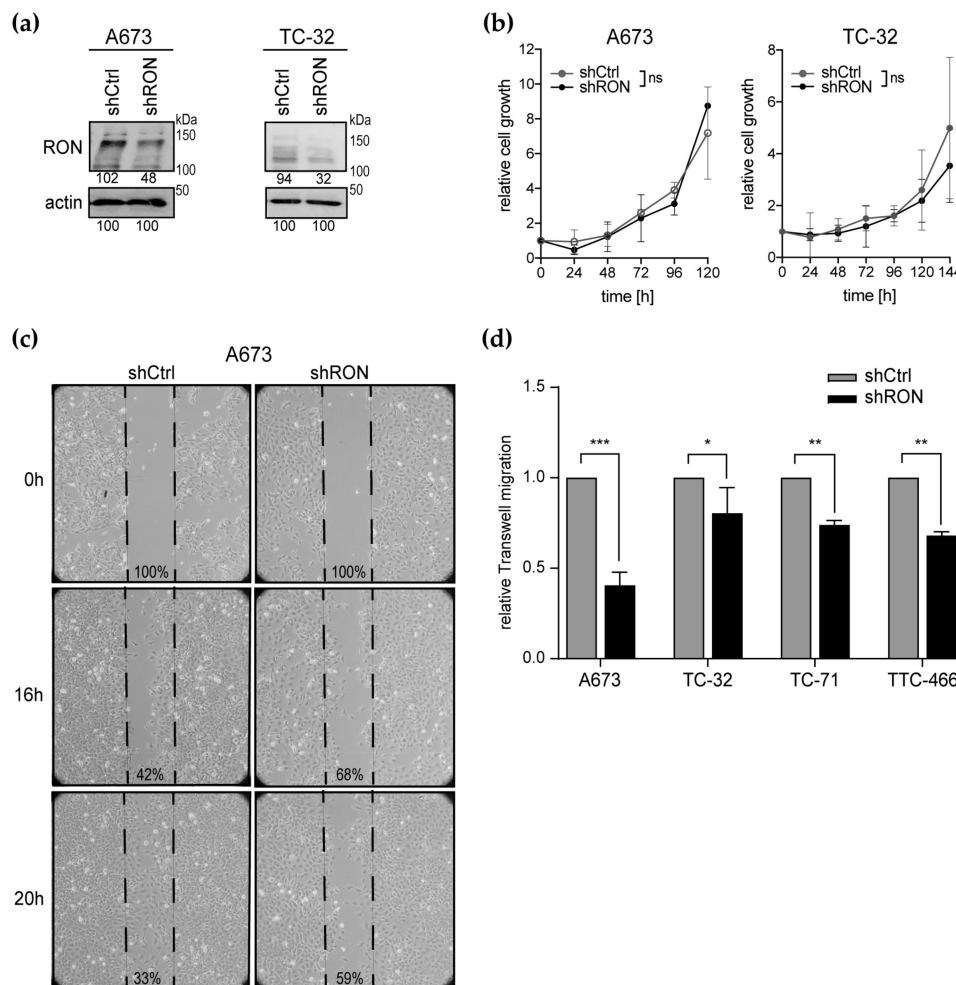 (a)
A673
TC-32
shCtrl
shRON
shCtrl
shRON
kDa
kDa
RON
150
150
100
100
102 48
94 32
actin
50
50
100 100
100 100
(b)
A673
TC-32
shCtrl
shRON
ns
shCtrl
shRON
ns
relative cell growth
12
10
8
6
4
2
0
0 24 48 72 96 120
time [h]
relative cell growth
8
6
4
2
0
0 24 48 72 96 120 144
time [h]
(c)
A673
shCtrl shRON
0h
100% 100%
16h
42% 68%
20h
33% 59%
(d)
shCtrl
shRON
relative Transwell migration
1.5
1.0
0.5
0.0
*** * ** **
A673 TC-32 TC-71 TTC-466